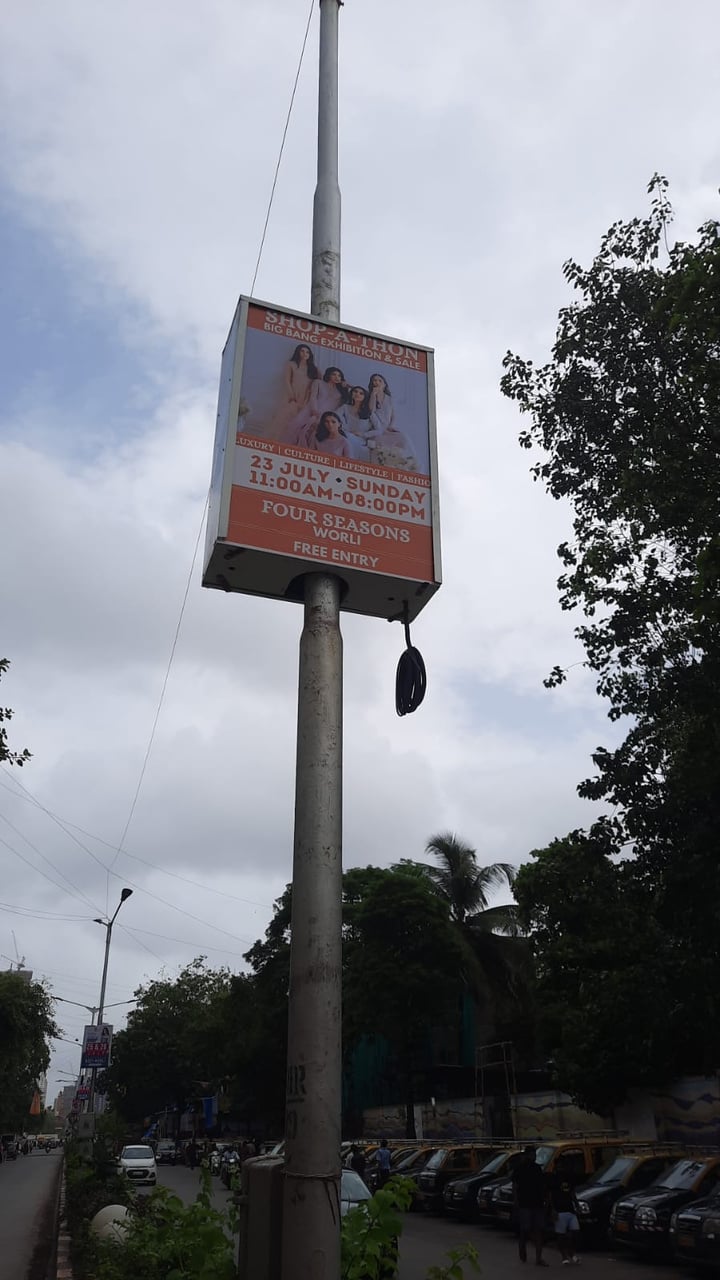 SHOP-A-THON
BIG BANG EXHIBITION & SALE
LUXURY | CULTURE | LIFESTYLE | FASHIO
23 JULY • SUNDAY
11:00AM-08:00PM
FOUR SEASONS
WORLI
FREE ENTRY